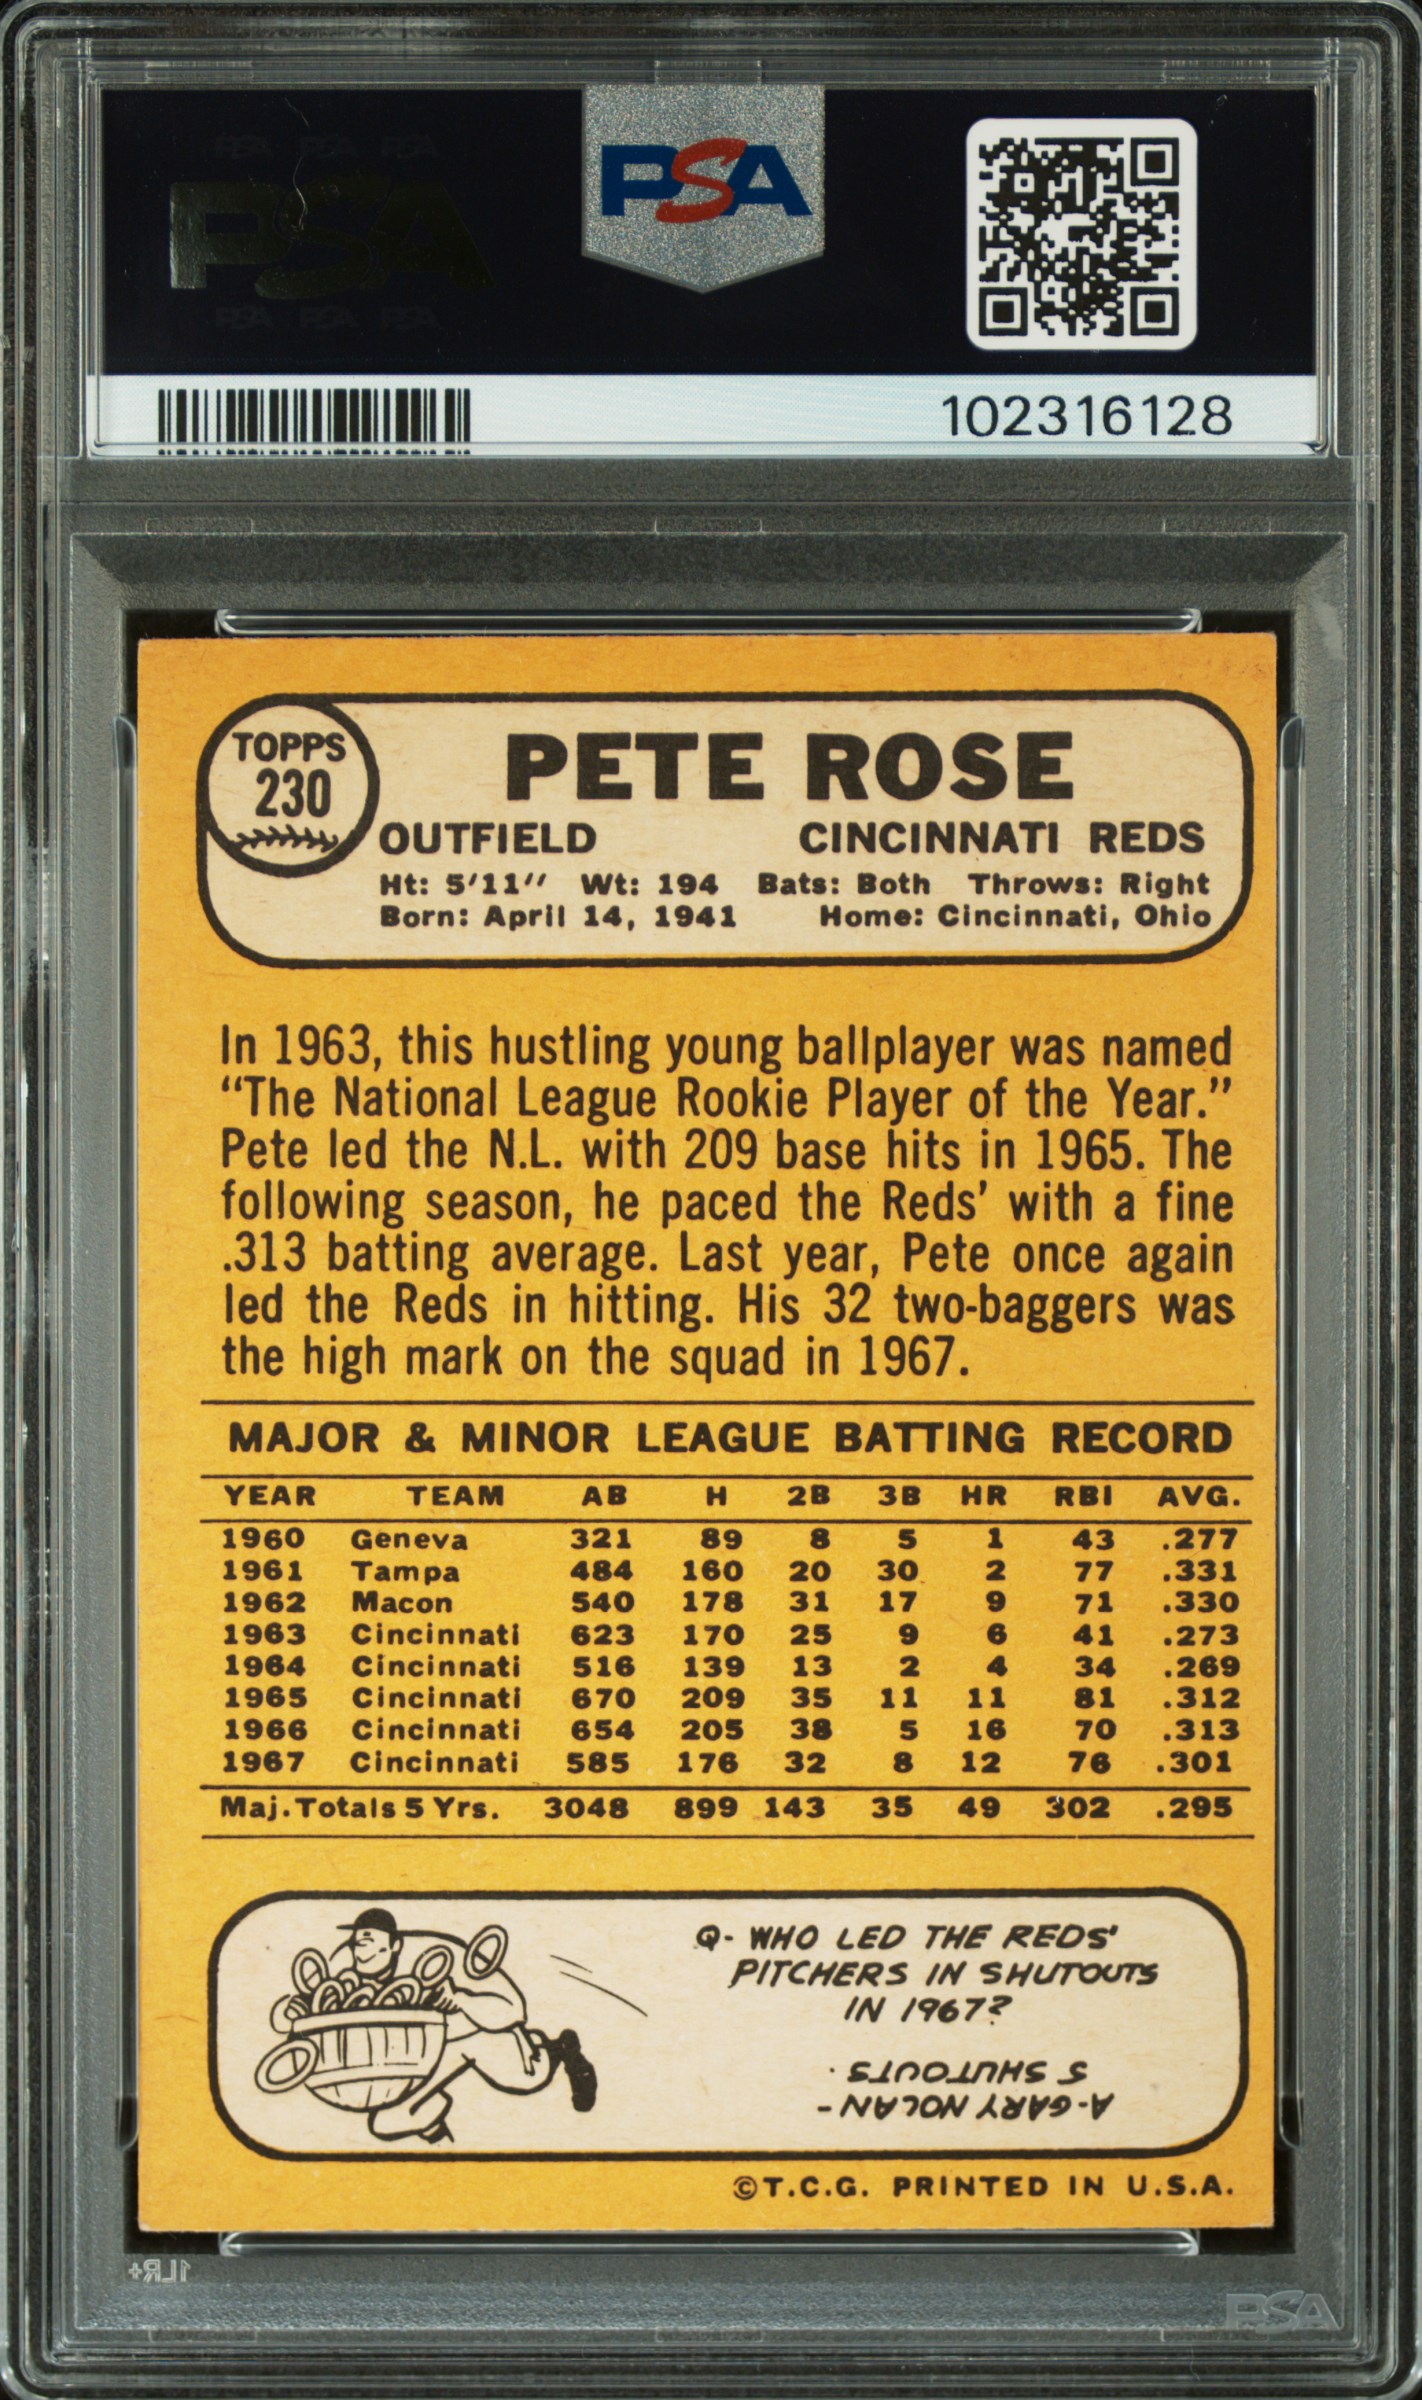 PSA PSA PSA
PSA
PSA PSA PSA
PSA
102316128
TOPPS
230
PETE ROSE
OUTFIELD CINCINNATI REDS
Ht: 5'11" Wt: 194 Bats: Both Throws: Right
Born: April 14, 1941 Home: Cincinnati, Ohio
In 1963, this hustling young ballplayer was named
“The National League Rookie Player of the Year.”
Pete led the N.L. with 209 base hits in 1965. The
following season, he paced the Reds’ with a fine
.313 batting average. Last year, Pete once again
led the Reds in hitting. His 32 two-baggers was
the high mark on the squad in 1967.
MAJOR & MINOR LEAGUE BATTING RECORD
YEAR TEAM AB H 2B 3B HR RBI AVG.
1960 Geneva 321 89 8 5 1 43 .277
1961 Tampa 484 160 20 30 2 77 .331
1962 Macon 540 178 31 17 9 71 .330
1963 Cincinnati 623 170 25 9 6 41 .273
1964 Cincinnati 516 139 13 2 4 34 .269
1965 Cincinnati 670 209 35 11 11 81 .312
1966 Cincinnati 654 205 38 5 16 70 .313
1967 Cincinnati 585 176 32 8 12 76 .301
Maj. Totals 5 Yrs. 3048 899 143 35 49 302 .295
Q- WHO LED THE REDS'
PITCHERS IN SHUTOUTS
IN 1967?
A-GARY NOLAN -
5 SHUTOUTS.
©T.C.G. PRINTED IN U.S.A.
1LR+
PSA